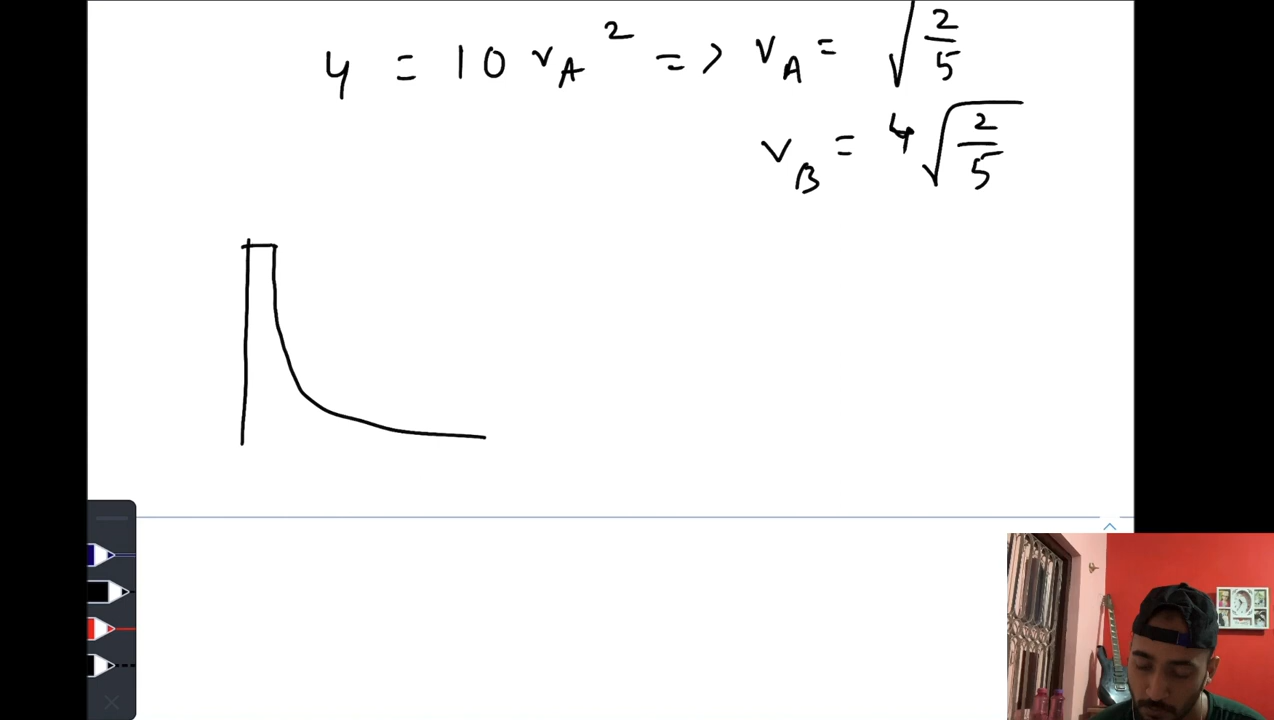 4 = 10 v_A^2 => v_A = √(2/5)
v_B = 4√(2/5)